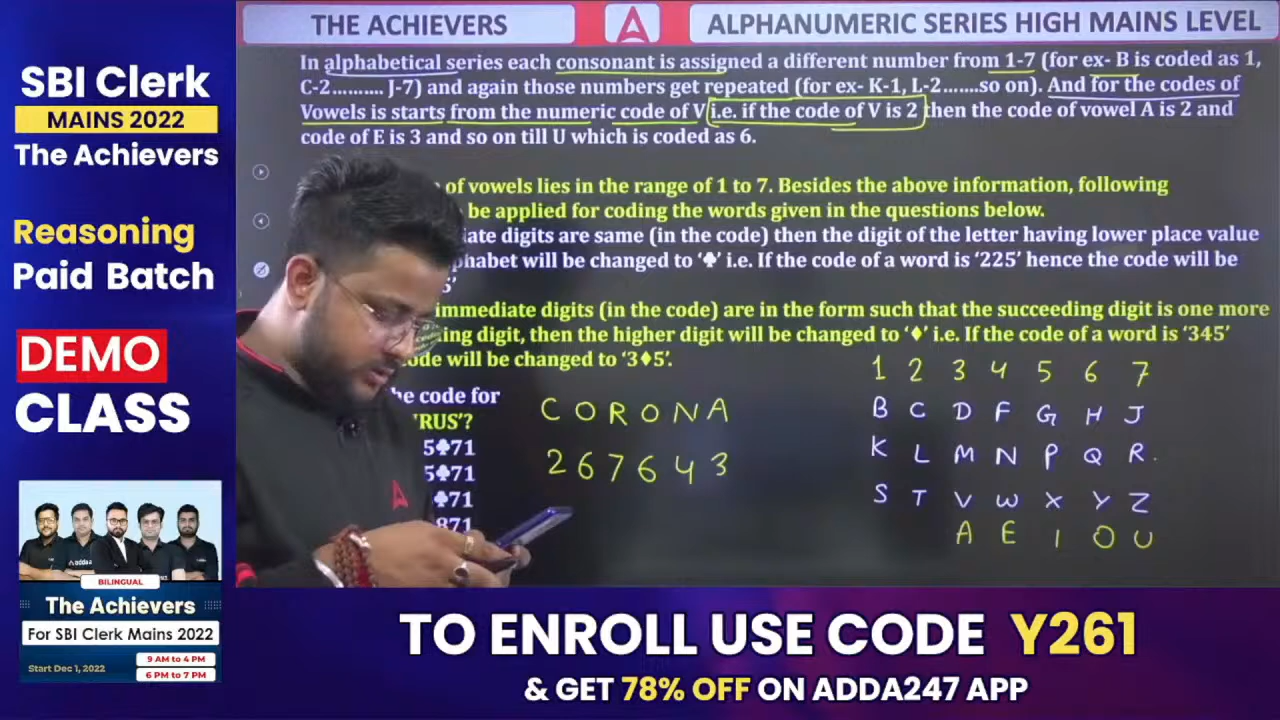 THE ACHIEVERS
ALPHANUMERIC SERIES HIGH MAINS LEVEL
SBI Clerk
MAINS 2022
The Achievers
Reasoning
Paid Batch
DEMO
CLASS
BILINGUAL
The Achievers
For SBI Clerk Mains 2022
Start Dec 1, 2022
9 AM to 4 PM
6 PM to 7 PM
In alphabetical series each consonant is assigned a different number from 1-7 (for ex- B is coded as 1,
C-2........... J-7) and again those numbers get repeated (for ex- K-1, L-2.......so on). And for the codes of
Vowels is starts from the numeric code of V i.e. if the code of V is 2 then the code of vowel A is 2 and
code of E is 3 and so on till U which is coded as 6.
of vowels lies in the range of 1 to 7. Besides the above information, following
be applied for coding the words given in the questions below.
digits are same (in the code) then the digit of the letter having lower place value
will be changed to ‘♣’ i.e. If the code of a word is ‘225’ hence the code will be
immediate digits (in the code) are in the form such that the succeeding digit is one more
digit, then the higher digit will be changed to ‘♦’ i.e. If the code of a word is ‘345’
will be changed to ‘3♦5’.
code for
RUS’?
5♣71
5♣71
♣71
871
C O R O N A
2 6 7 6 4 3
1 2 3 4 5 6 7
B C D F G H J
K L M N P Q R
S T V W X Y Z
A E I O U
TO ENROLL USE CODE Y261
& GET 78% OFF ON ADDA247 APP